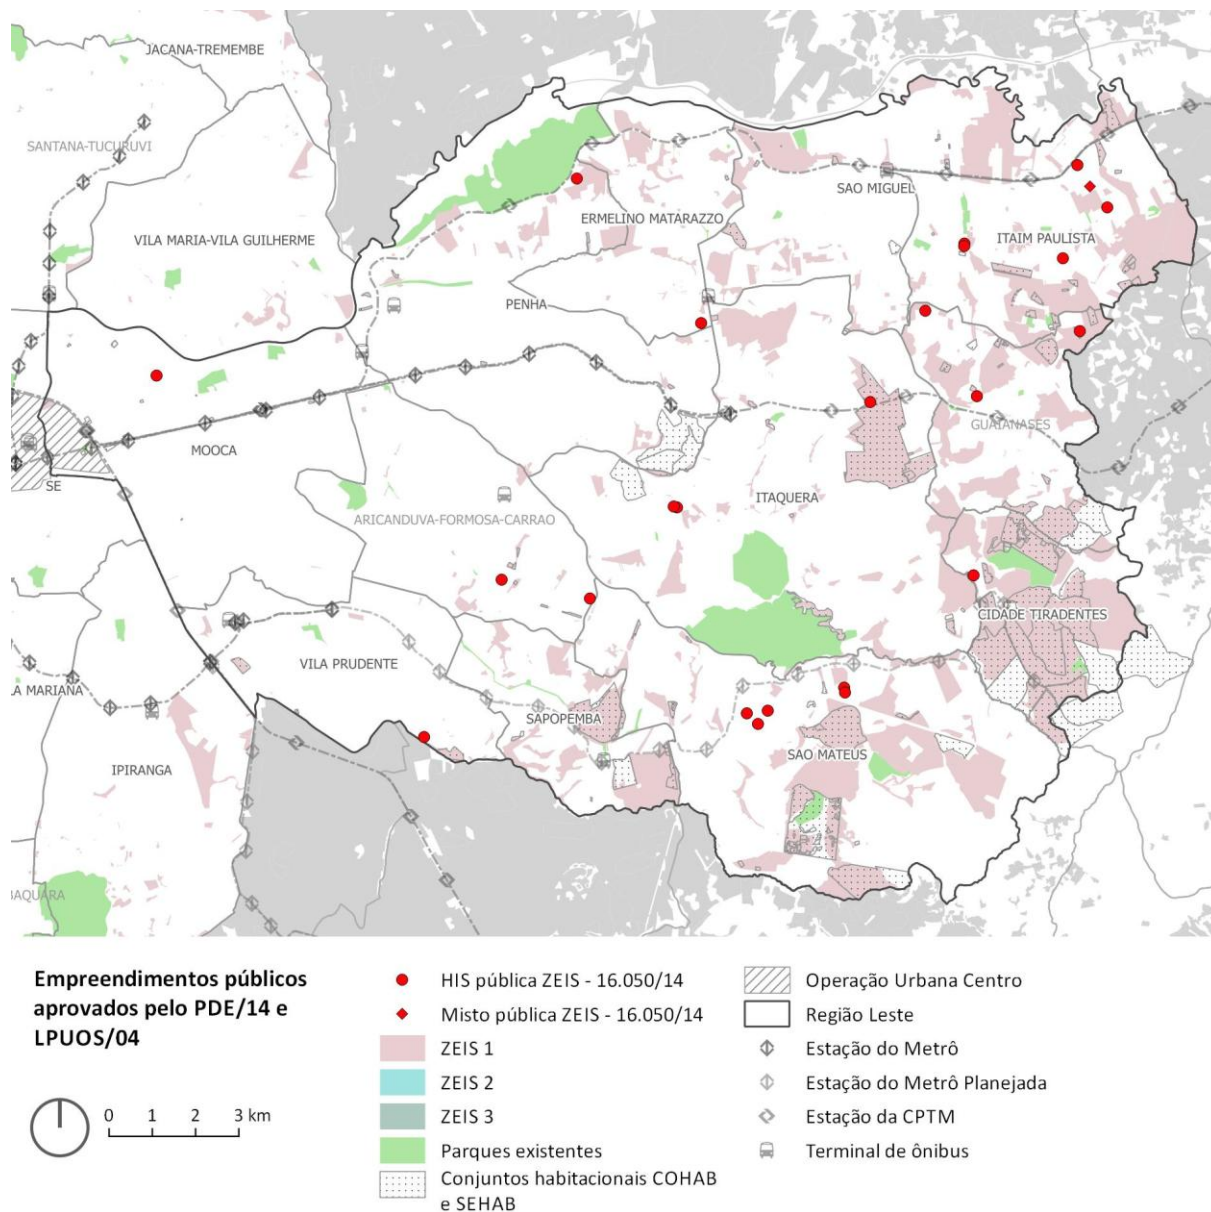 JACANA-TREMEMBE
SANTANA-TUCURUVI
SAO MIGUEL
ERMELINO MATARAZZO
VILA MARIA-VILA GUILHERME
ITAIM PAULISTA
PENHA
GUAIANASES
MOOCA
SE
ITAQUERA
ARICANDUVA-FORMOSA-CARRAO
CIDADE TIRADENTES
VILA PRUDENTE
LA MARIANA
SAPOPEMBA
SAO MATEUS
IPIRANGA
BAQUARA
Empreendimentos públicos
aprovados pelo PDE/14 e
LPUOS/04
0 1 2 3 km
HIS pública ZEIS - 16.050/14
Misto pública ZEIS - 16.050/14
ZEIS 1
ZEIS 2
ZEIS 3
Parques existentes
Conjuntos habitacionais COHAB
e SEHAB
Operação Urbana Centro
Região Leste
Estação do Metrô
Estação do Metrô Planejada
Estação da CPTM
Terminal de ônibus